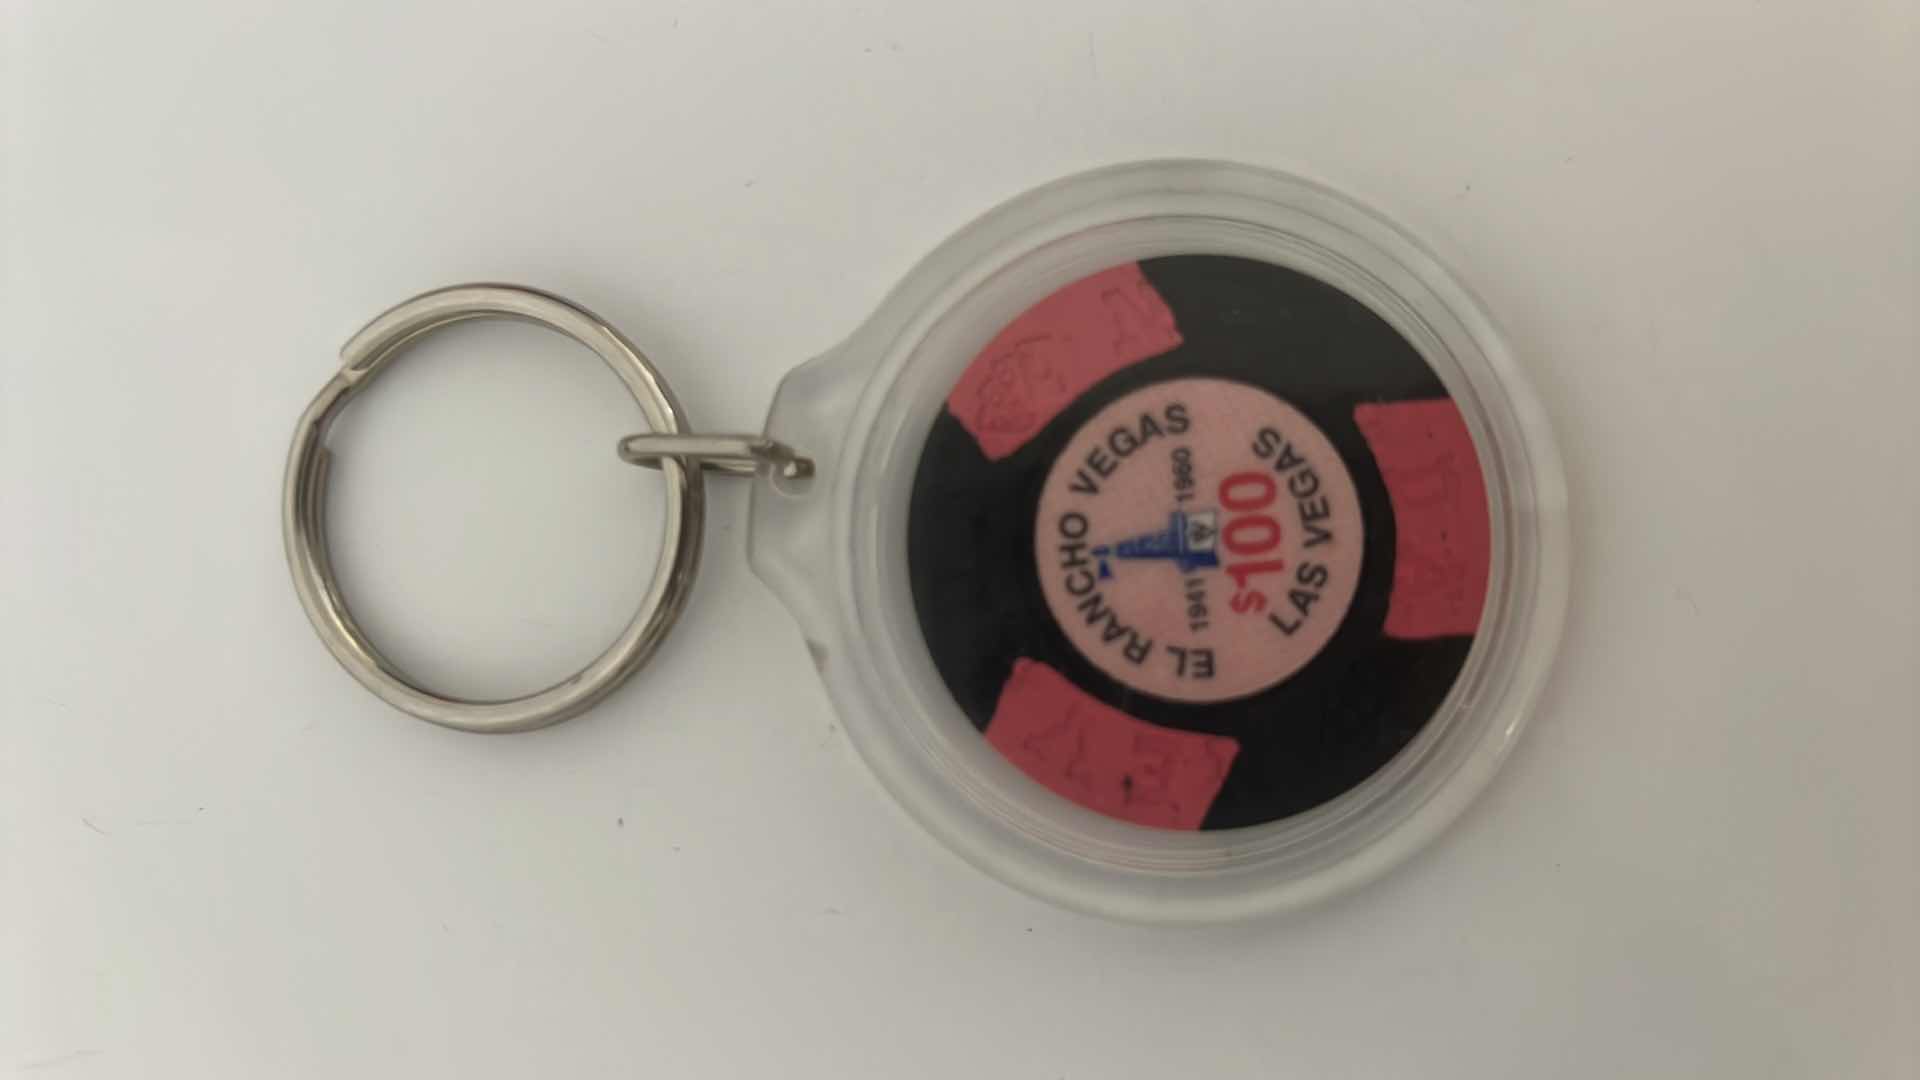 EL RANCHO VEGAS
1941 1960
$100
LAS VEGAS